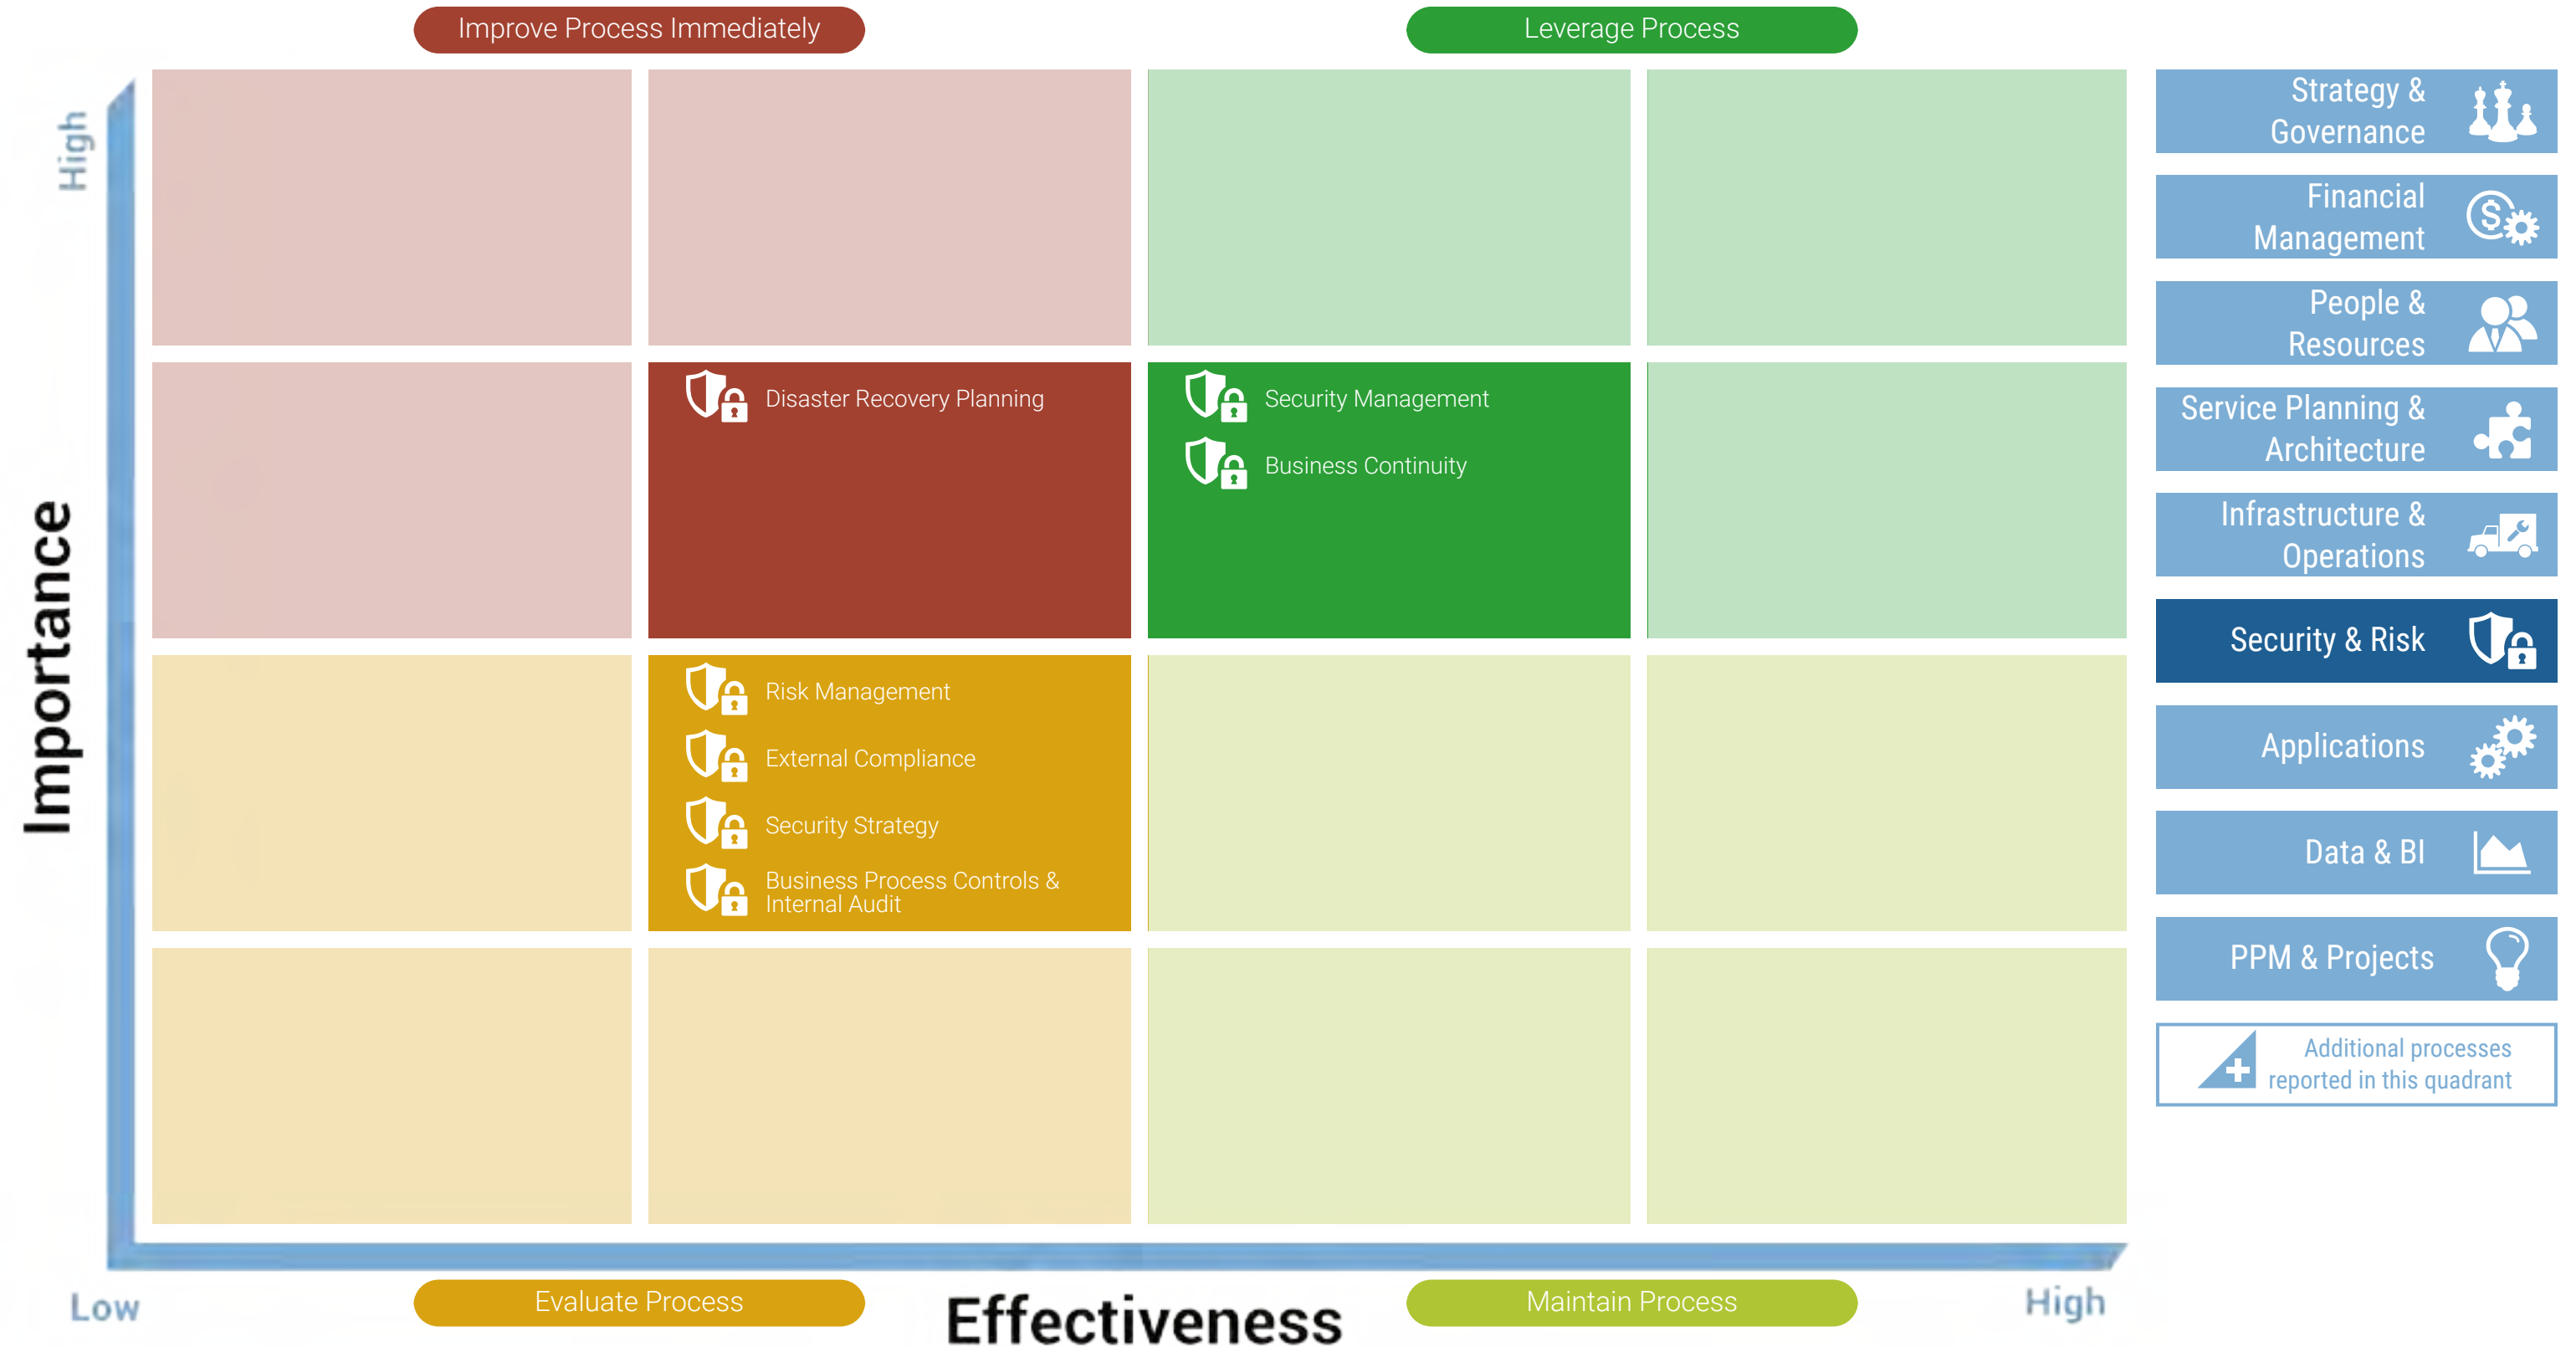 Improve Process Immediately
Leverage Process
High
Importance
Disaster Recovery Planning
Security Management
Business Continuity
Risk Management
External Compliance
Security Strategy
Business Process Controls &
Internal Audit
Low
Evaluate Process
Effectiveness
Maintain Process
High
Strategy &
Governance
Financial
Management
People &
Resources
Service Planning &
Architecture
Infrastructure &
Operations
Security & Risk
Applications
Data & BI
PPM & Projects
Additional processes
reported in this quadrant